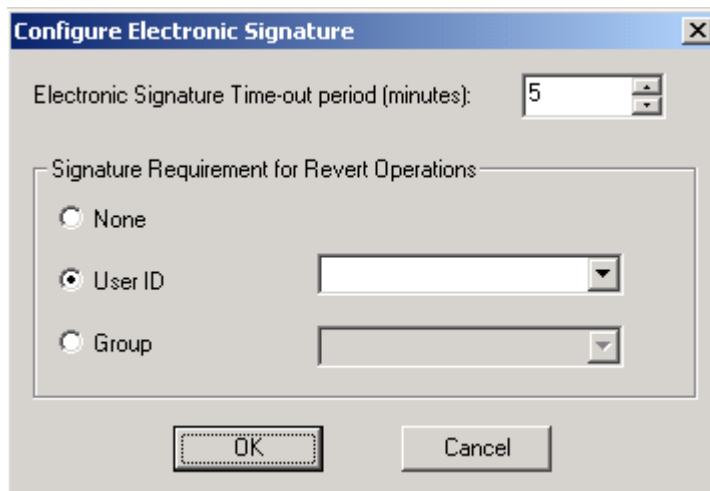 Configure Electronic Signature
Electronic Signature Time-out period (minutes): 5
Signature Requirement for Revert Operations
None
User ID
Group
OK Cancel